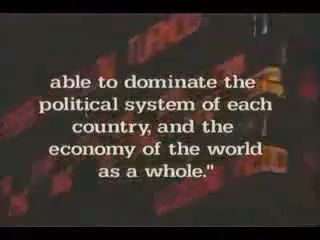 able to dominate the
political system of each
country, and the
economy of the world
as a whole."